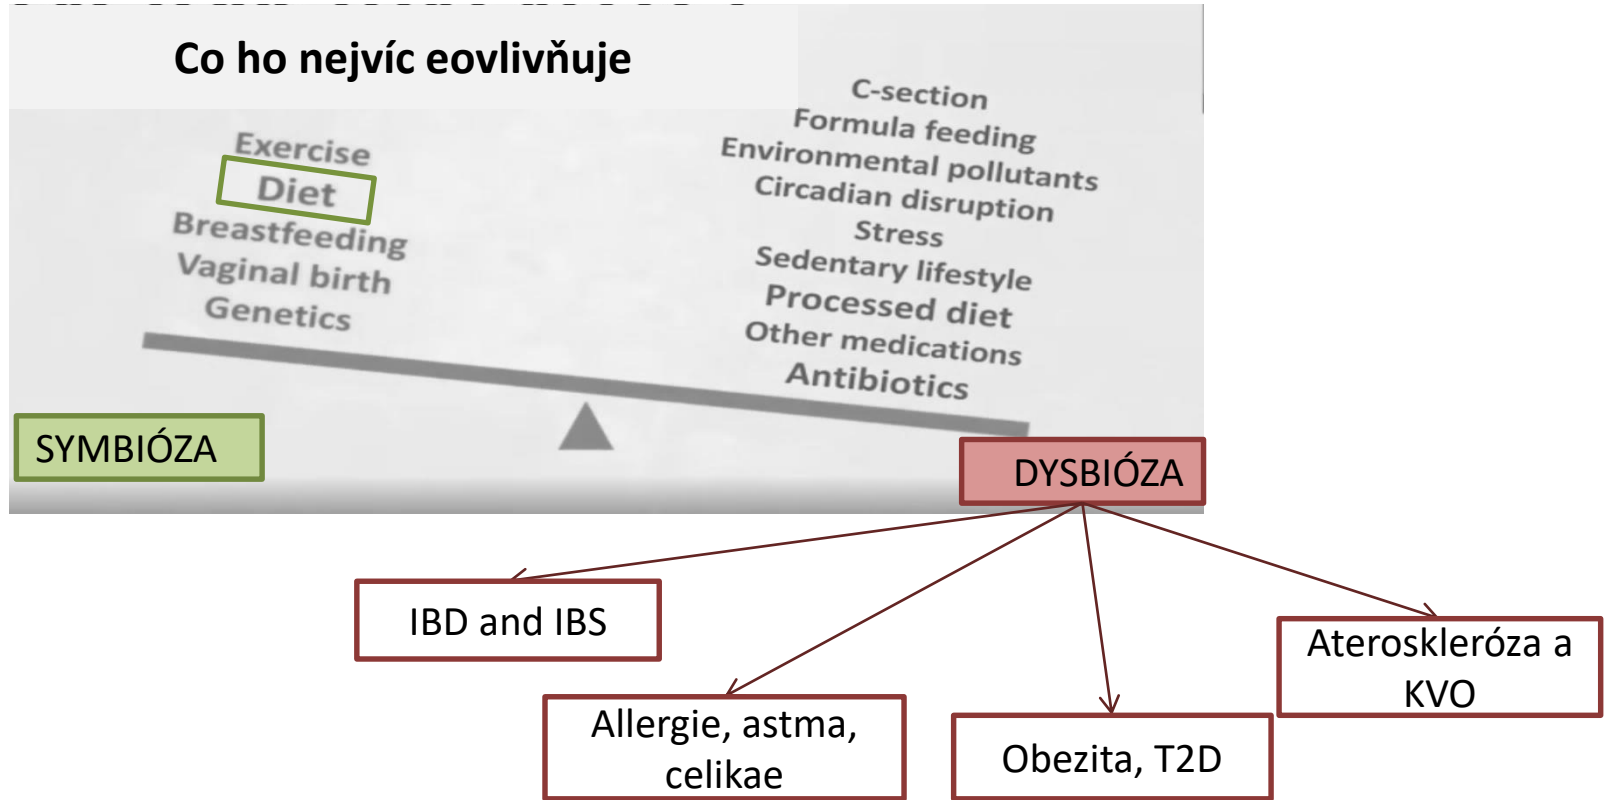 Co ho nejvíc eovlivňuje
Exercise
Diet
Breastfeeding
Vaginal birth
Genetics
C-section
Formula feeding
Environmental pollutants
Circadian disruption
Stress
Sedentary lifestyle
Processed diet
Other medications
Antibiotics
SYMBIÓZA
DYSBIÓZA
IBD and IBS
Allergie, astma,
celikae
Obezita, T2D
Ateroskleróza a
KVO